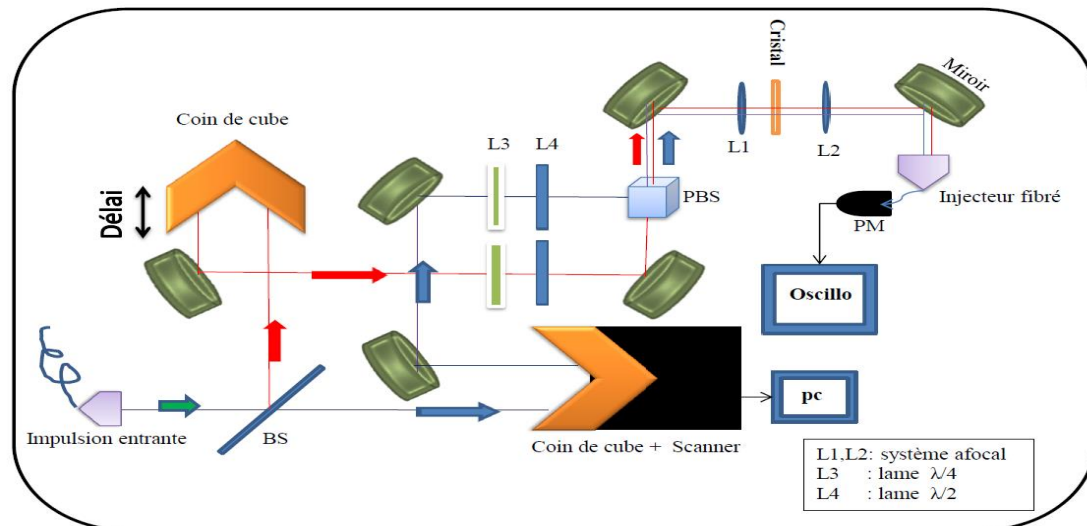 Coin de cube
Délai
L3
L4
Cristal
Miroir
L1
L2
PBS
Injecteur fibré
PM
Oscillo
pc
Impulsion entrante
BS
Coin de cube + Scanner
L1,L2: système afocal
L3 : lame λ/4
L4 : lame λ/2